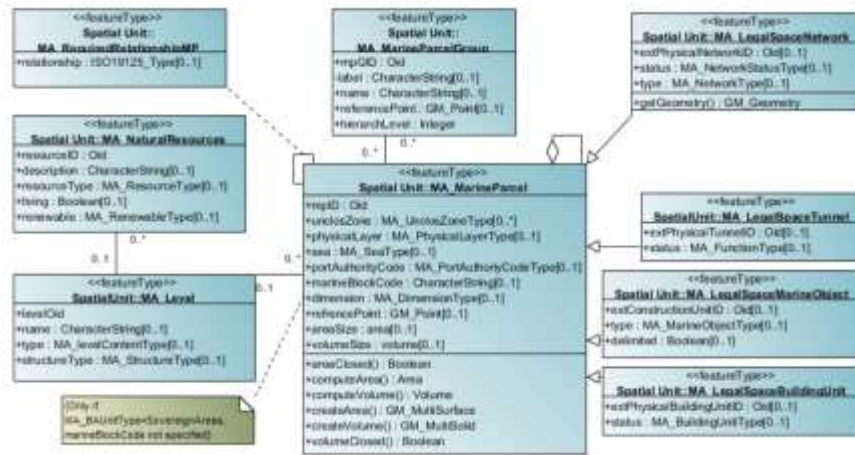 <<featureType>>
Spatial Unit::
MA_RequiredRelationshipMP
+relationship : ISO19125_Type[0..1]
<<featureType>>
Spatial Unit::
MA_MarineParcelGroup
+mpGID : Oid
-label : CharacterString[0..1]
+name : CharacterString[0..1]
+referencePoint : GM_Point[0..1]
+hierarchLevel : Integer
<<featureType>>
Spatial Unit::MA_LegalSpaceNetwork
+extPhysicalNetworkID : Oid[0..1]
+status : MA_NetworkStatusType[0..1]
+type : MA_NetworkType[0..1]
+getGeometry() : GM_Geometry
<<featureType>>
Spatial Unit::MA_NaturalResources
+resourceID : Oid
+description : CharacterString[0..1]
+resourceType : MA_ResourceType[0..1]
+living : Boolean[0..1]
+renewable : MA_RenewableType[0..1]
0..*
0..*
<<featureType>>
Spatial Unit::MA_MarineParcel
+mpID : Oid
+unclosZone : MA_UnclosZoneType[0..*]
+physicalLayer : MA_PhysicalLayerType[0..1]
+sea : MA_SeaType[0..1]
+portAuthorityCode : MA_PortAuthoriyCodeType[0..1]
+marineBlockCode : CharacterString[0..1]
+dimension : MA_DimensionType[0..1]
+refrencePoint : GM_Point[0..1]
+areaSize : area[0..1]
+volumeSize : volume[0..1]
+areaClosed() : Boolean
+computeArea() : Area
+computeVolume() : Volume
+createArea() : GM_MultiSurface
+createVolume() : GM_MultiSolid
+volumeClosed() : Boolean
<<featureType>>
SpatialUnit::MA_LegalSpaceTunnel
+extPhysicalTunnelID : Oid[0..1]
+status : MA_FunctionType[0..1]
0..1
0..*
0..*
0..1
<<featureType>>
SpatialUnit::MA_Level
+levelOid
+name : CharacterString[0..1]
+type : MA_levelContentType[0..1]
+structureType : MA_StructureType[0..1]
<<featureType>>
Spatial Unit::MA_LegalSpaceMarineObject
+extConstructionUnitID : Oid[0..1]
+type : MA_MarineObjectType[0..1]
+delimited : Boolean[0..1]
<<featureType>>
Spatial Unit::MA_LegalSpaceBuildingUnit
+extPhysicalBuildingUnitID : Oid[0..1]
+status : MA_BuildingUnitType[0..1]
{Only if
MA_BAUnitType=SovereignAreas,
marineBlockCode not specified}